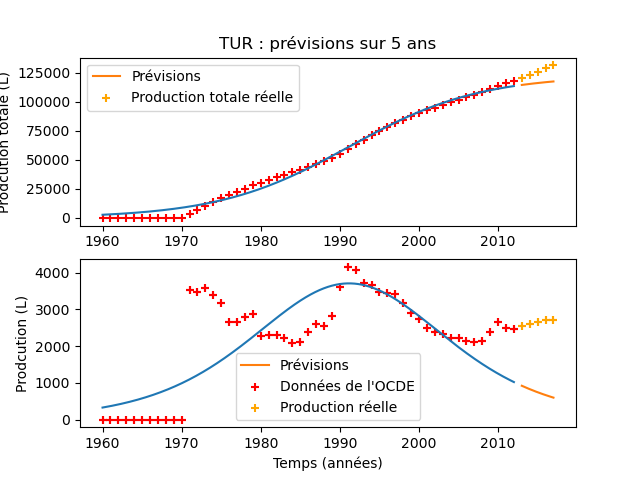 TUR : prévisions sur 5 ans
Prodcution totale (L)
125000
100000
75000
50000
25000
0
Prévisions
Production totale réelle
1960 1970 1980 1990 2000 2010
Prodcution (L)
4000
3000
2000
1000
0
Prévisions
Données de l'OCDE
Production réelle
1960 1970 1980 1990 2000 2010
Temps (années)